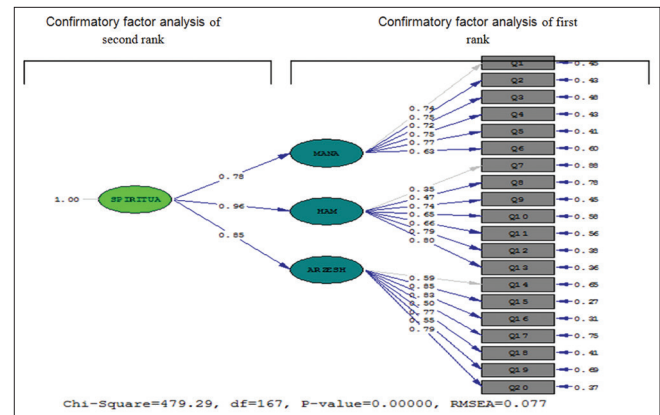 Confirmatory factor analysis of second rank
Confirmatory factor analysis of first rank
1.00
SPIRITUA
0.78
0.96
0.85
MANA
HAM
ARZESH
0.74
0.75
0.72
0.75
0.77
0.63
0.35
0.47
0.74
0.65
0.66
0.79
0.80
0.59
0.85
0.83
0.50
0.77
0.55
0.79
Q1 0.45
Q2 0.43
Q3 0.48
Q4 0.43
Q5 0.41
Q6 0.60
Q7 0.88
Q8 0.78
Q9 0.45
Q10 0.58
Q11 0.56
Q12 0.38
Q13 0.36
Q14 0.65
Q15 0.27
Q16 0.31
Q17 0.75
Q18 0.41
Q19 0.69
Q20 0.37
Chi-Square=479.29, df=167, P-value=0.00000, RMSEA=0.077